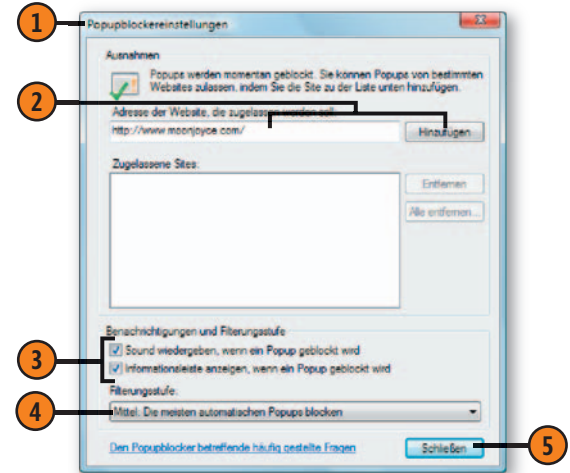 1 Popupblockereinstellungen
Ausnahmen
Popups werden momentan geblockt. Sie können Popups von bestimmten
Websites zulassen, indem Sie die Site zu der Liste unten hinzufügen.
2
Adresse der Website, die zugelassen werden soll:
http://www.moonjoyce.com/
Hinzufügen
Zugelassene Sites:
Entfernen
Alle entfernen...
Benachrichtigungen und Filterungsstufe
3
Sound wiedergeben, wenn ein Popup geblockt wird
Informationsleiste anzeigen, wenn ein Popup geblockt wird
Filterungsstufe:
4 Mittel: Die meisten automatischen Popups blocken
Den Popupblocker betreffende häufig gestellte Fragen
Schließen 5